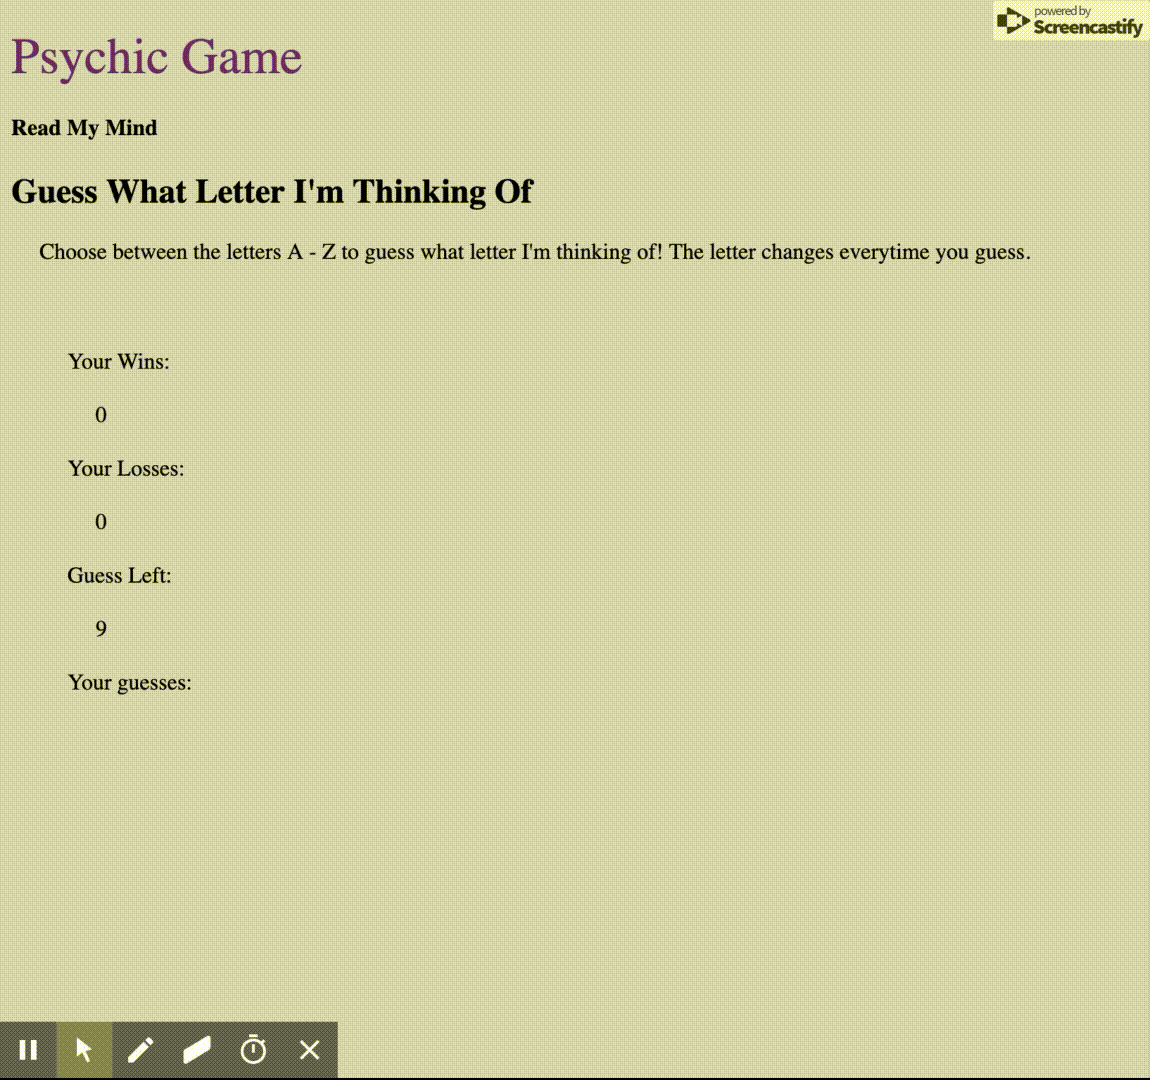 powered by
Screencastify
Psychic Game
Read My Mind
Guess What Letter I'm Thinking Of
Choose between the letters A - Z to guess what letter I'm thinking of! The letter changes everytime you guess.
Your Wins:
0
Your Losses:
0
Guess Left:
9
Your guesses: